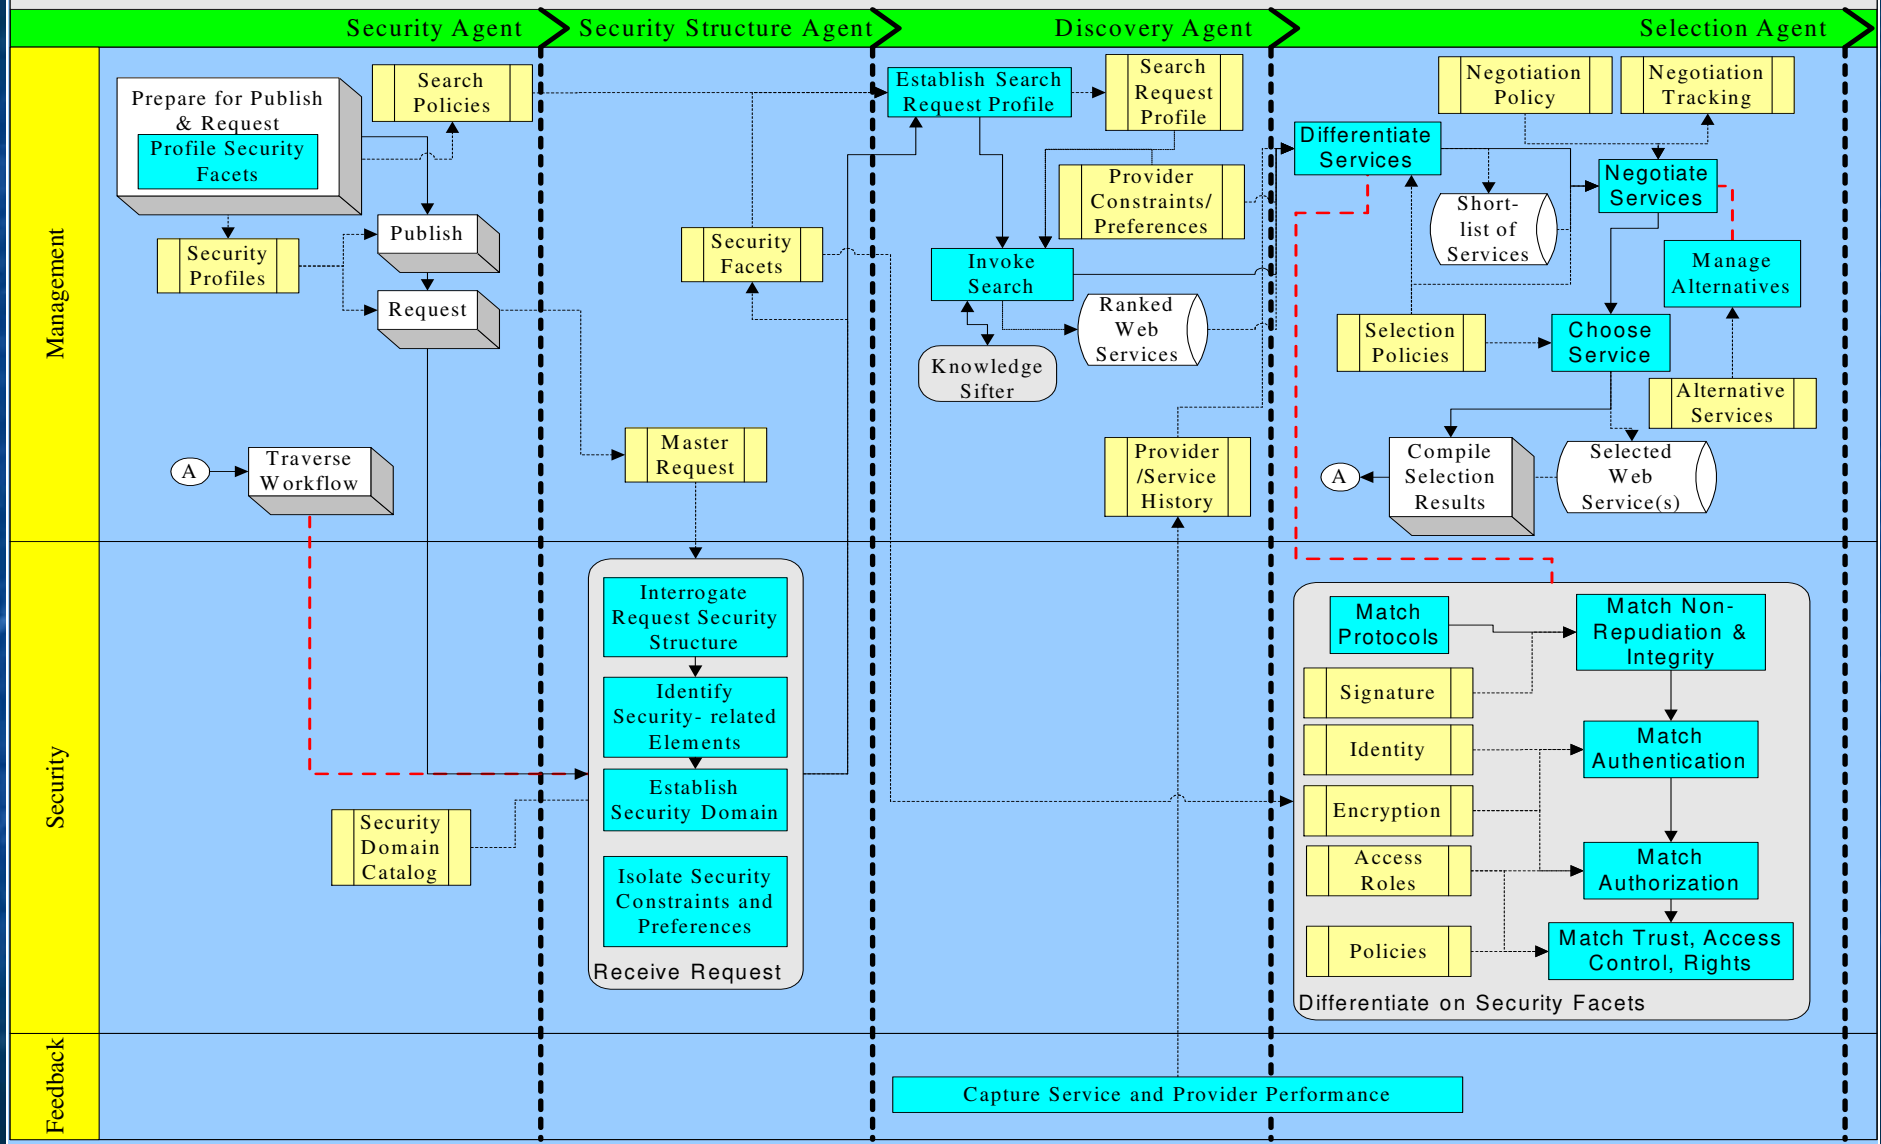 Security Agent
Security Structure Agent
Discovery Agent
Selection Agent
Management
Prepare for Publish
& Request
Profile Security
Facets
Search
Policies
Publish
Security
Profiles
Request
A
Traverse
Workflow
Security
Facets
Master
Request
Establish Search
Request Profile
Search
Request
Profile
Provider
Constraints/
Preferences
Invoke
Search
Ranked
Web
Services
Knowledge
Sifter
Provider
/Service
History
Negotiation
Policy
Negotiation
Tracking
Differentiate
Services
Negotiate
Services
Short-
list of
Services
Manage
Alternatives
Selection
Policies
Choose
Service
Alternative
Services
A
Compile
Selection
Results
Selected
Web
Service(s)
Security
Security
Domain
Catalog
Interrogate
Request Security
Structure
Identify
Security- related
Elements
Establish
Security Domain
Isolate Security
Constraints and
Preferences
Receive Request
Match
Protocols
Match Non-
Repudiation &
Integrity
Signature
Identity
Match
Authentication
Encryption
Access
Roles
Match
Authorization
Policies
Match Trust, Access
Control, Rights
Differentiate on Security Facets
Feedback
Capture Service and Provider Performance